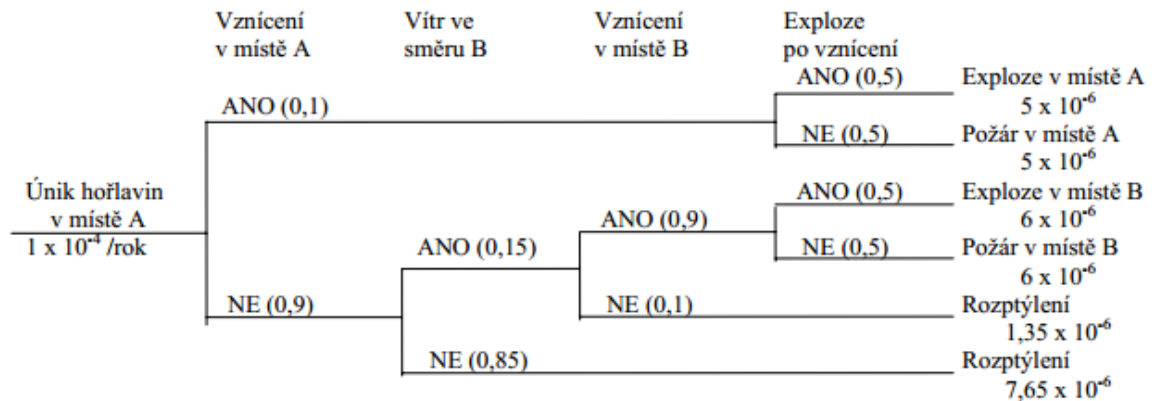 Vznícení
v místě A
Vítr ve
směru B
Vznícení
v místě B
Exploze
po vznícení
ANO (0,5)
Exploze v místě A
5 x 10⁻⁶
ANO (0,1)
NE (0,5)
Požár v místě A
5 x 10⁻⁶
Únik hořlavin
v místě A
1 x 10⁻⁴ /rok
ANO (0,5)
Exploze v místě B
6 x 10⁻⁶
ANO (0,9)
ANO (0,15)
NE (0,5)
Požár v místě B
6 x 10⁻⁶
NE (0,9)
NE (0,1)
Rozptýlení
1,35 x 10⁻⁶
NE (0,85)
Rozptýlení
7,65 x 10⁻⁶